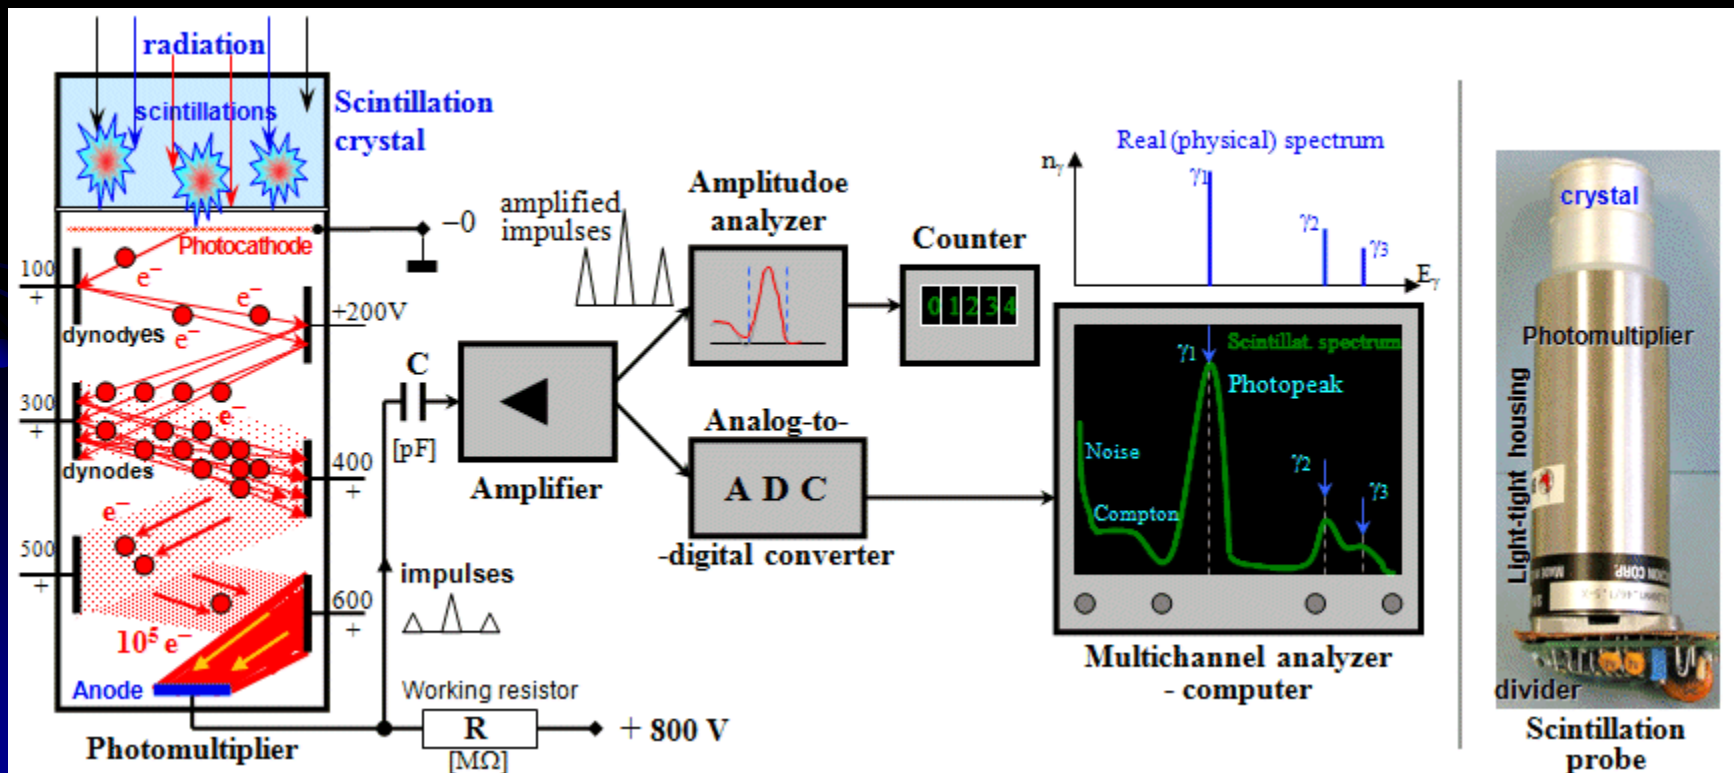 radiation
scintillations
Scintillation
crystal
−0
Photocathode
100
+
e−
e−
e−
+200V
dynodyes
300
+
e−
dynodes
400
+
e−
500
+
600
+
10⁵ e−
Anode
Photomultiplier
C
[pF]
impulses
Working resistor
R
[MΩ]
+ 800 V
amplified
impulses
Amplifier
Amplitudoe
analyzer
Counter
01234
Analog-to-
A D C
-digital converter
Real (physical) spectrum
nγ
γ1
γ2
γ3
Eγ
Scintillat. spectrum
γ1
Photopeak
Noise
Compton
γ2
γ3
Multichannel analyzer
- computer
crystal
Photomultiplier
Light-tight housing
divider
Scintillation
probe